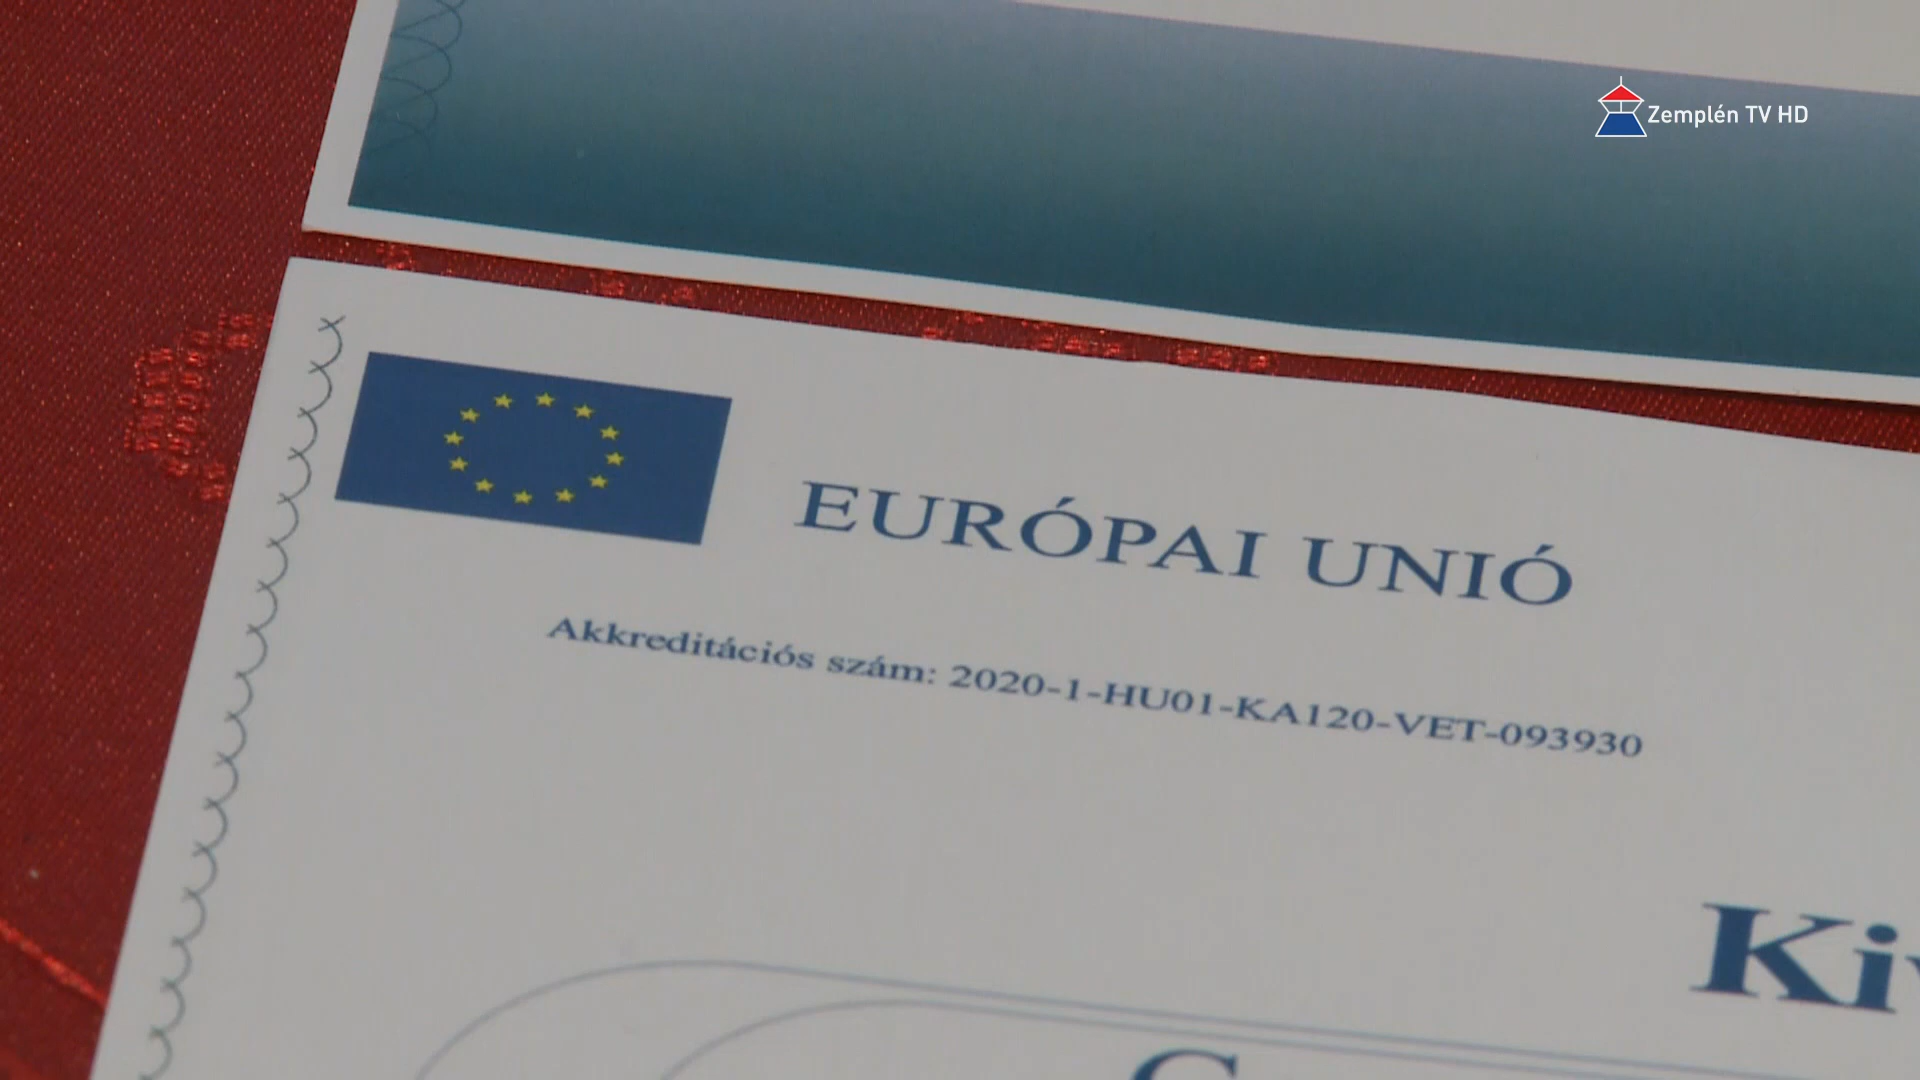 Zemplén TV HD
EURÓPAI UNIÓ
Akkreditációs szám: 2020-1-HU01-KA120-VET-093930